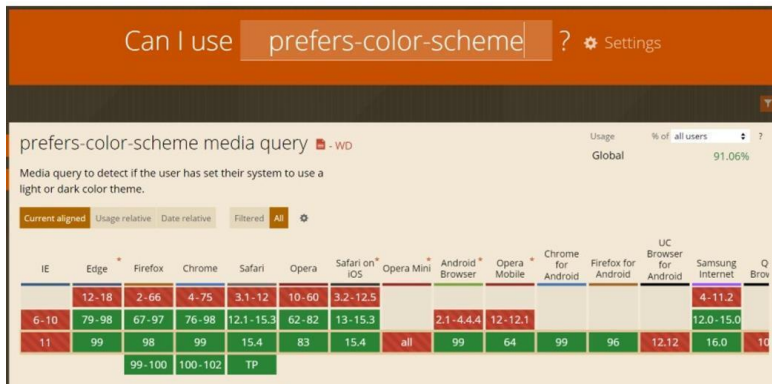 Can I use prefers-color-scheme ? Settings
prefers-color-scheme media query - WD
Usage % of all users ?
Global 91.06%
Media query to detect if the user has set their system to use a
light or dark color theme.
Current aligned Usage relative Date relative Filtered All
IE Edge * Firefox Chrome Safari Opera Safari on iOS * Opera Mini * Android Browser * Opera Mobile * Chrome for Android Firefox for Android UC Browser for Android Samsung Internet
12-18 2-66 4-75 3.1-12 10-60 3.2-12.5 4-11.2
6-10 79-98 67-97 76-98 12.1-15.3 62-82 13-15.3 2.1-4.4.4 12-12.1 12.0-15.0
11 99 98 99 15.4 83 15.4 all 99 64 99 96 12.12 16.0 10
99-100 100-102 TP